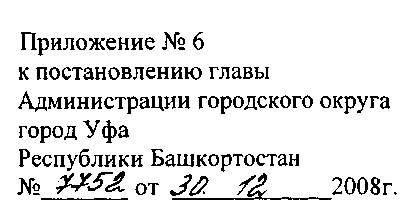 Приложение № 6
к постановлению главы
Администрации городского округа
город Уфа
Республики Башкортостан
№ 7752 от 30. 12 2008г.